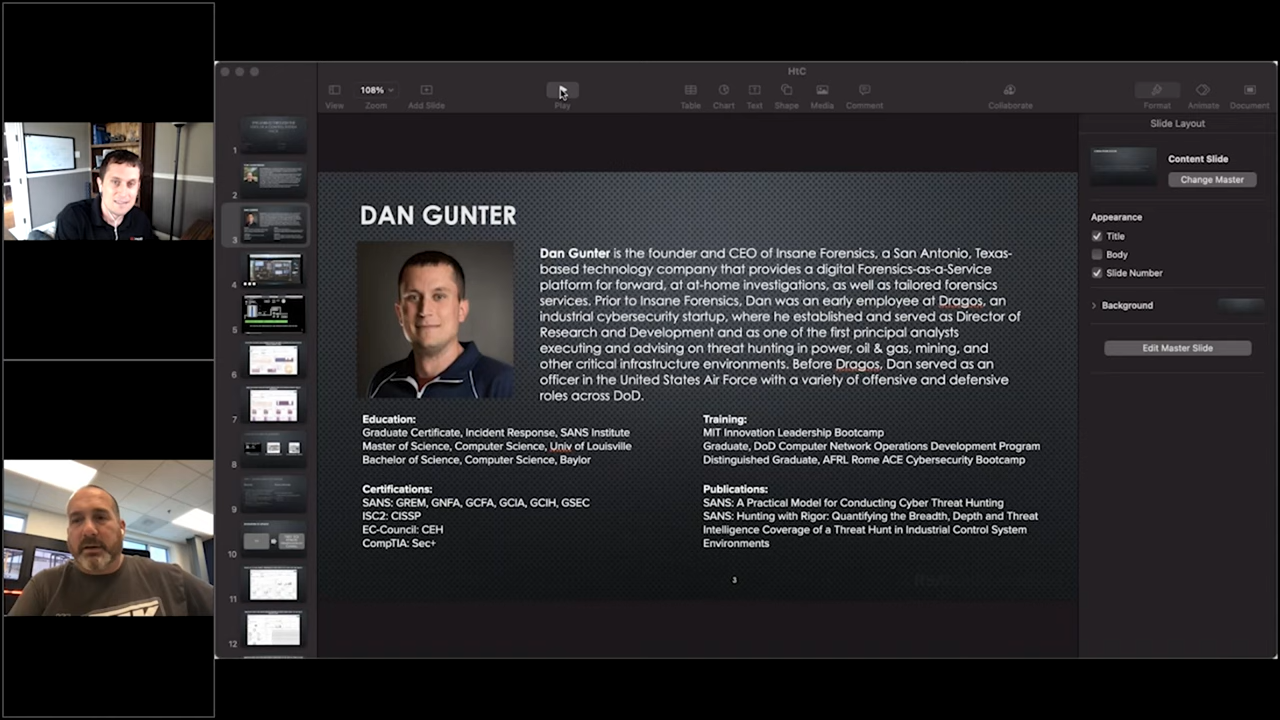 HtC
108%
View
Zoom
Add Slide
Play
Table
Chart
Text
Shape
Media
Comment
Collaborate
Format
Animate
Document
1
2
3
4
5
6
7
8
9
10
11
12
DAN GUNTER
Dan Gunter is the founder and CEO of Insane Forensics, a San Antonio, Texas-
based technology company that provides a digital Forensics-as-a-Service
platform for forward, at at-home investigations, as well as tailored forensics
services. Prior to Insane Forensics, Dan was an early employee at Dragos, an
industrial cybersecurity startup, where he established and served as Director of
Research and Development and as one of the first principal analysts
executing and advising on threat hunting in power, oil & gas, mining, and
other critical infrastructure environments. Before Dragos, Dan served as an
officer in the United States Air Force with a variety of offensive and defensive
roles across DoD.
Education:
Graduate Certificate, Incident Response, SANS Institute
Master of Science, Computer Science, Univ of Louisville
Bachelor of Science, Computer Science, Baylor
Certifications:
SANS: GREM, GNFA, GCFA, GCIA, GCIH, GSEC
ISC2: CISSP
EC-Council: CEH
CompTIA: Sec+
Training:
MIT Innovation Leadership Bootcamp
Graduate, DoD Computer Network Operations Development Program
Distinguished Graduate, AFRL Rome ACE Cybersecurity Bootcamp
Publications:
SANS: A Practical Model for Conducting Cyber Threat Hunting
SANS: Hunting with Rigor: Quantifying the Breadth, Depth and Threat
Intelligence Coverage of a Threat Hunt in Industrial Control System
Environments
3
Slide Layout
Content Slide
Change Master
Appearance
Title
Body
Slide Number
Background
Edit Master Slide